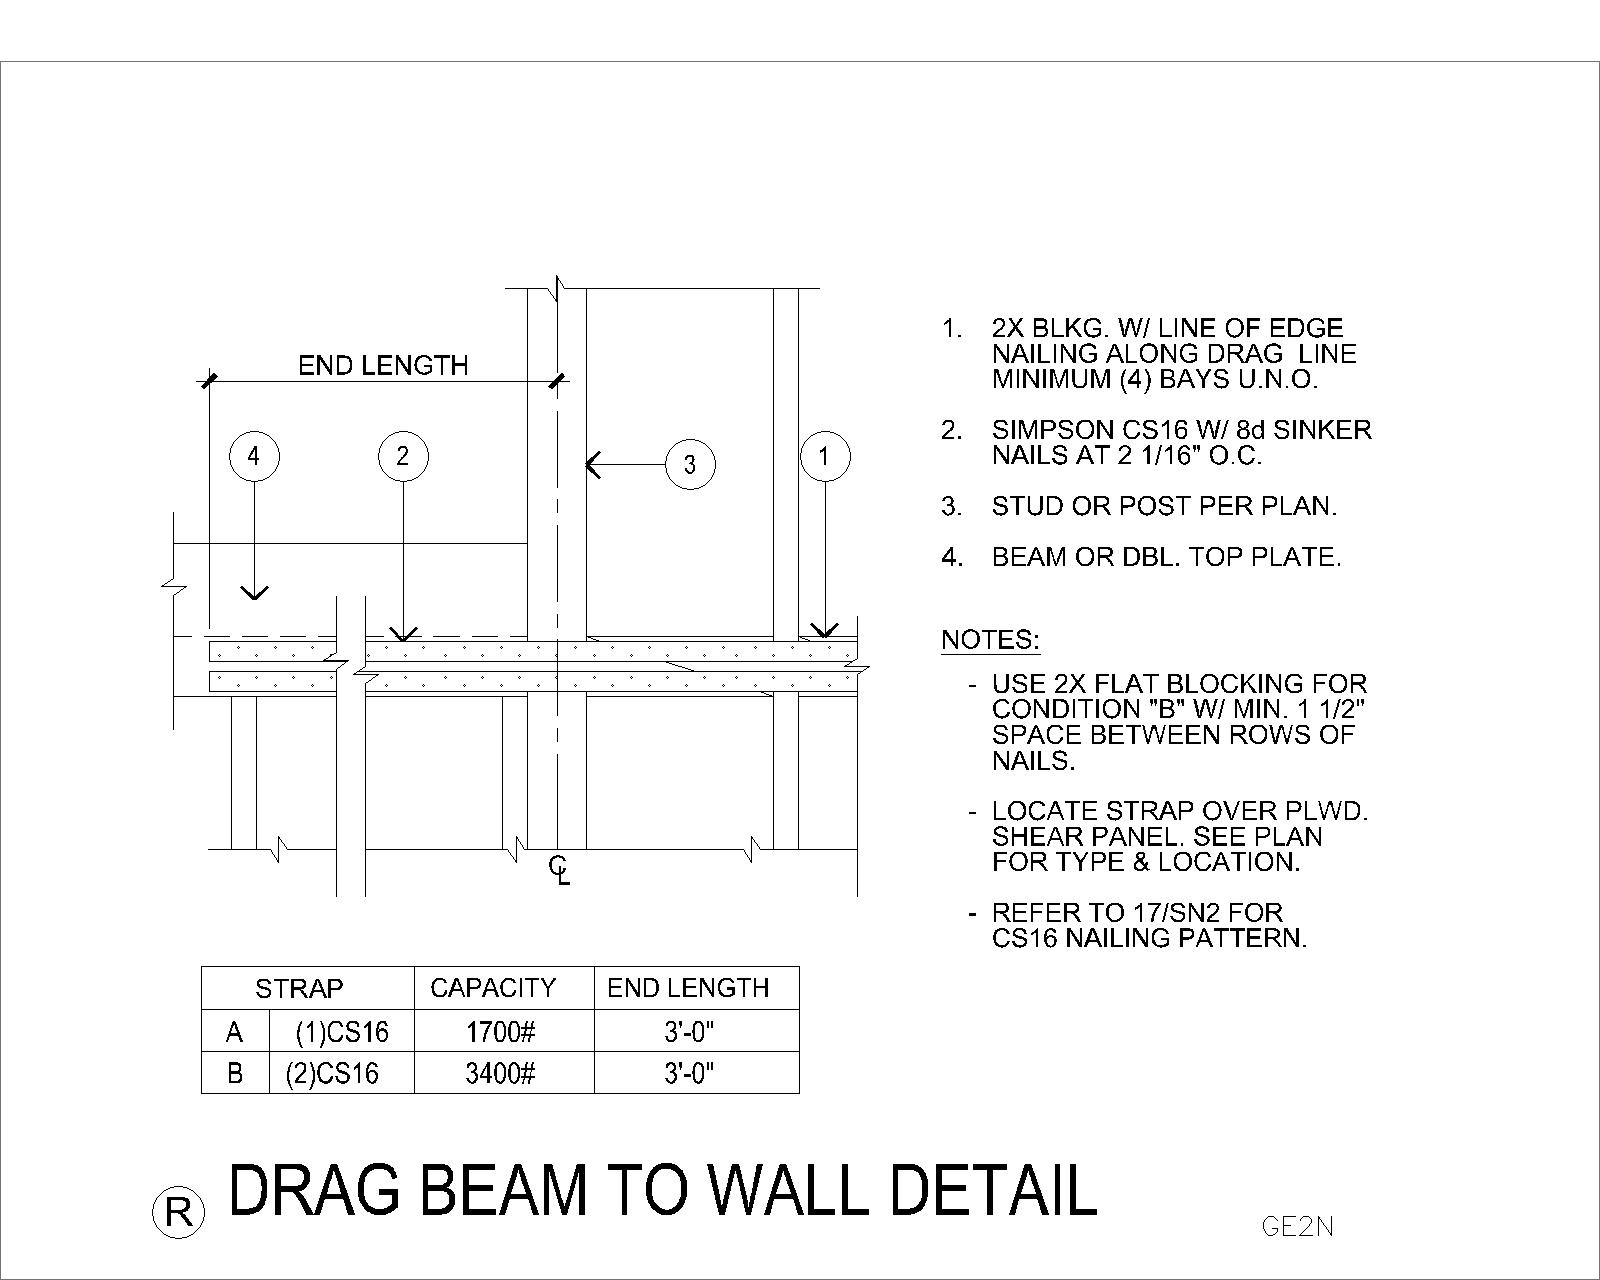 END LENGTH
4
2
3
1
CL
1. 2X BLKG. W/ LINE OF EDGE
NAILING ALONG DRAG LINE
MINIMUM (4) BAYS U.N.O.
2. SIMPSON CS16 W/ 8d SINKER
NAILS AT 2 1/16" O.C.
3. STUD OR POST PER PLAN.
4. BEAM OR DBL. TOP PLATE.
NOTES:
- USE 2X FLAT BLOCKING FOR
CONDITION "B" W/ MIN. 1 1/2"
SPACE BETWEEN ROWS OF
NAILS.
- LOCATE STRAP OVER PLWD.
SHEAR PANEL. SEE PLAN
FOR TYPE & LOCATION.
- REFER TO 17/SN2 FOR
CS16 NAILING PATTERN.
STRAP CAPACITY END LENGTH
A (1)CS16 1700# 3'-0"
B (2)CS16 3400# 3'-0"
R DRAG BEAM TO WALL DETAIL
GE2N